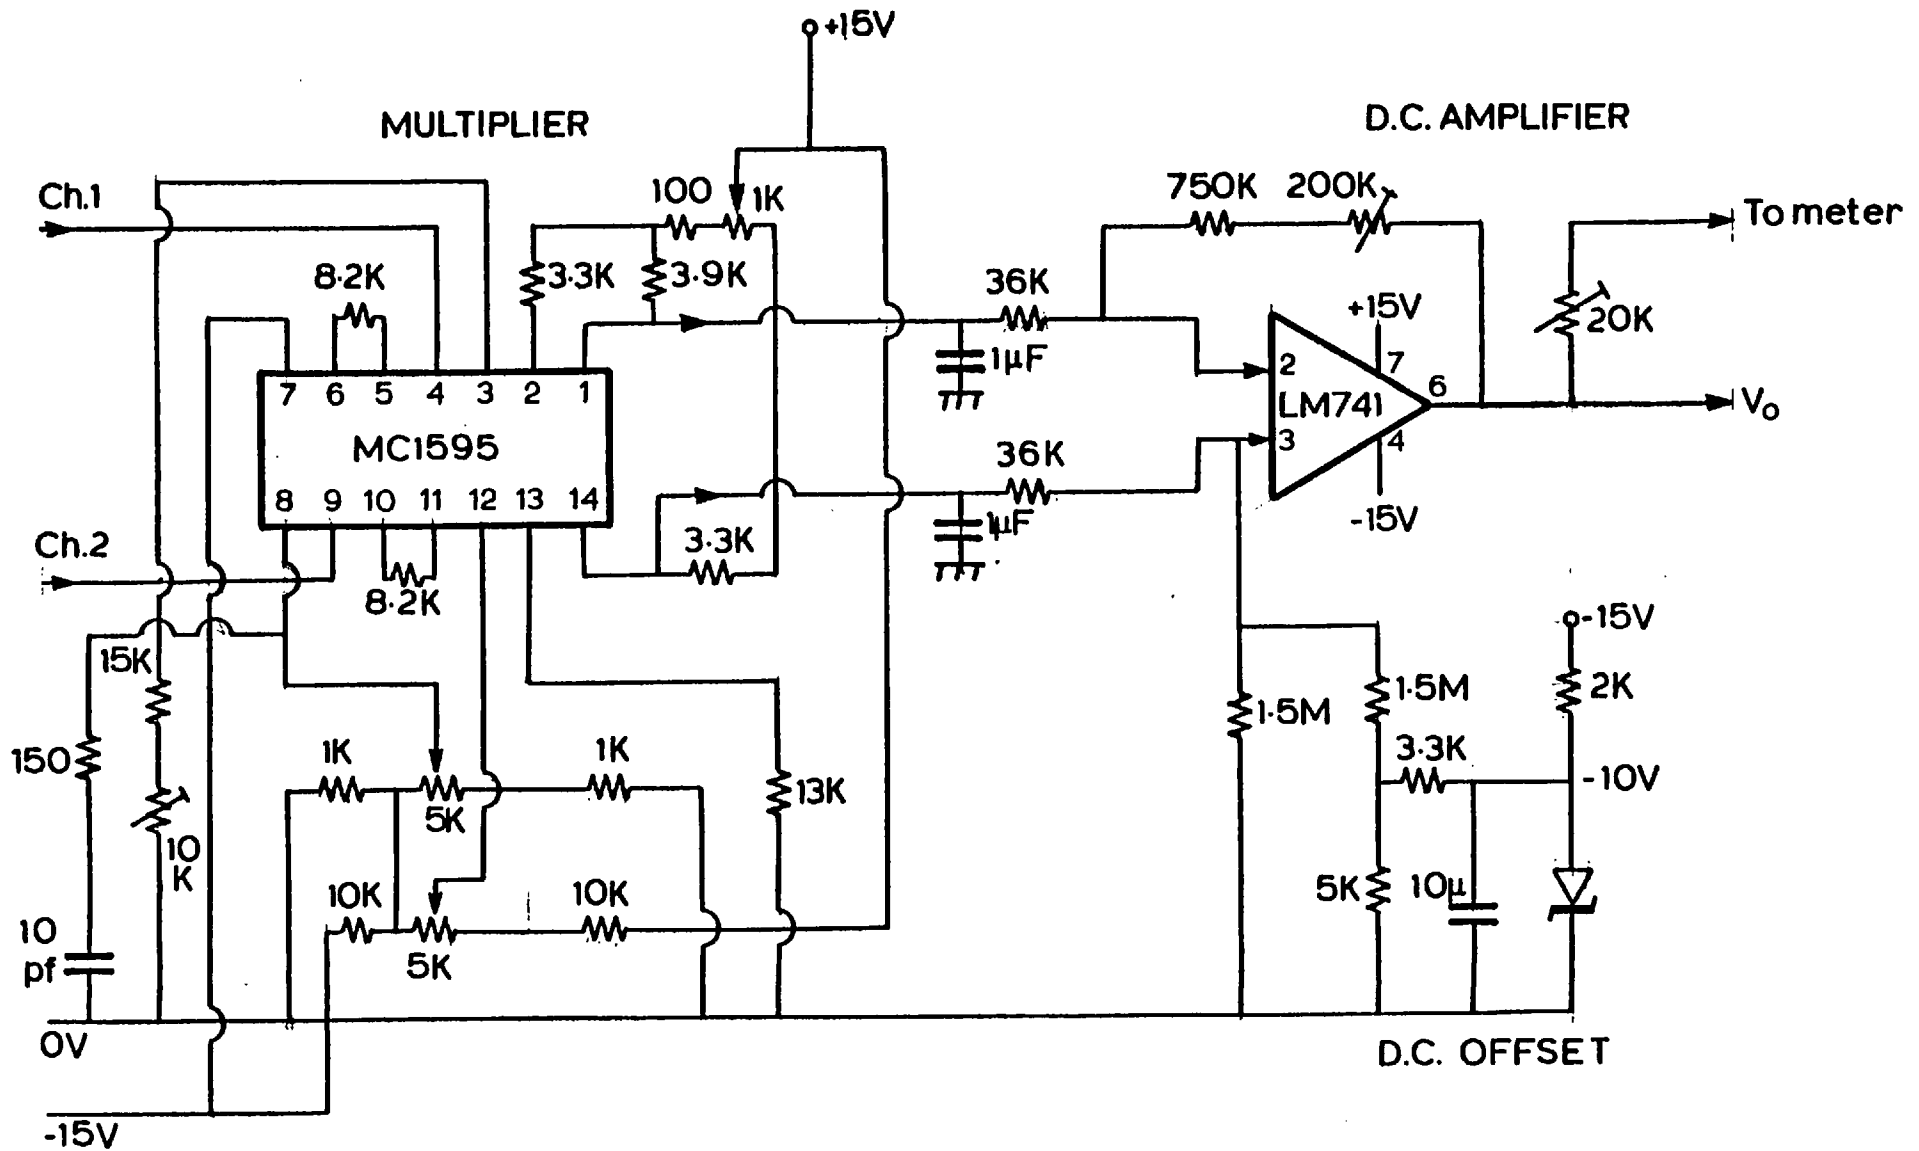 +15V
MULTIPLIER
D.C. AMPLIFIER
Ch.1
100
1K
750K
200K
To meter
8·2K
3·3K
3·9K
36K
+15V
20K
1µF
7 6 5 4 3 2 1
2
7
6
LM741
V₀
MC1595
3
4
36K
8 9 10 11 12 13 14
-15V
1µF
Ch.2
3·3K
8·2K
-15V
15K
1·5M
1·5M
2K
150
1K
1K
3·3K
-10V
13K
5K
10
K
10K
10K
5K
10µ
10
pf
5K
0V
D.C. OFFSET
-15V